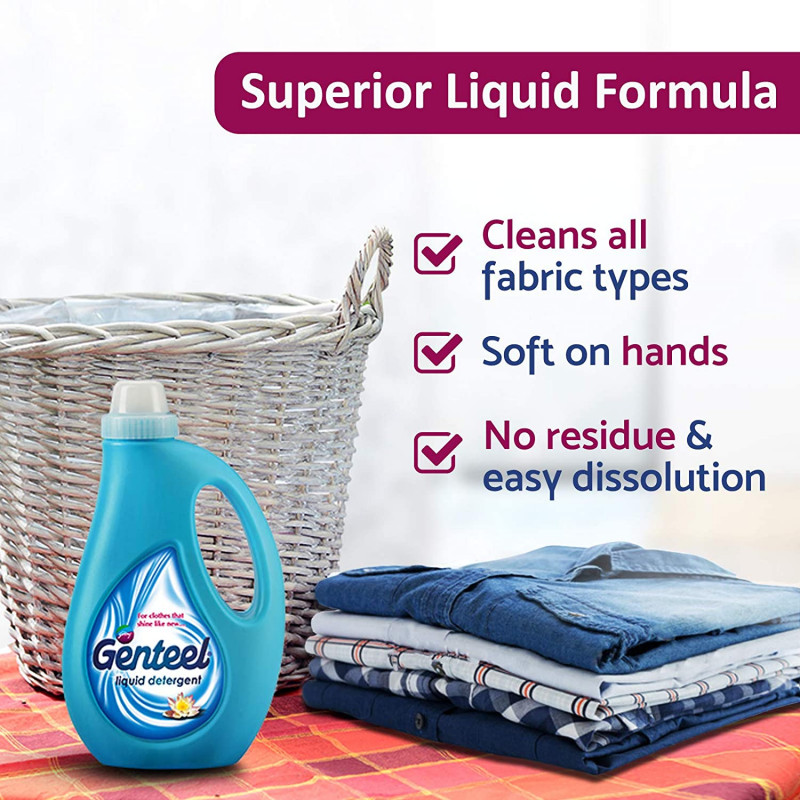 Superior Liquid Formula
Cleans all
fabric types
Soft on hands
No residue &
easy dissolution
For clothes that
shine like new...
Genteel
liquid detergent